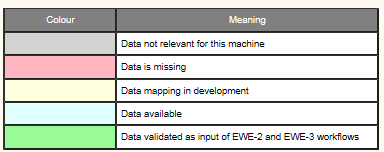 Colour Meaning
Data not relevant for this machine
Data is missing
Data mapping in development
Data available
Data validated as input of EWE-2 and EWE-3 workflows